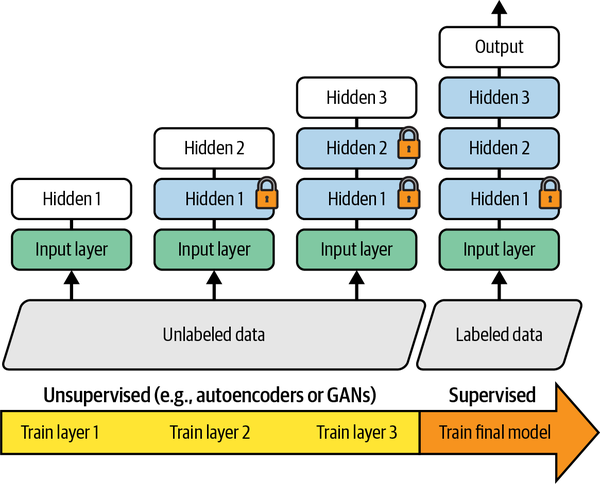 Output
Hidden 3
Hidden 3
Hidden 2
Hidden 2
Hidden 2
Hidden 1
Hidden 1
Hidden 1
Hidden 1
Input layer
Input layer
Input layer
Input layer
Unlabeled data
Labeled data
Unsupervised (e.g., autoencoders or GANs)
Supervised
Train layer 1
Train layer 2
Train layer 3
Train final model